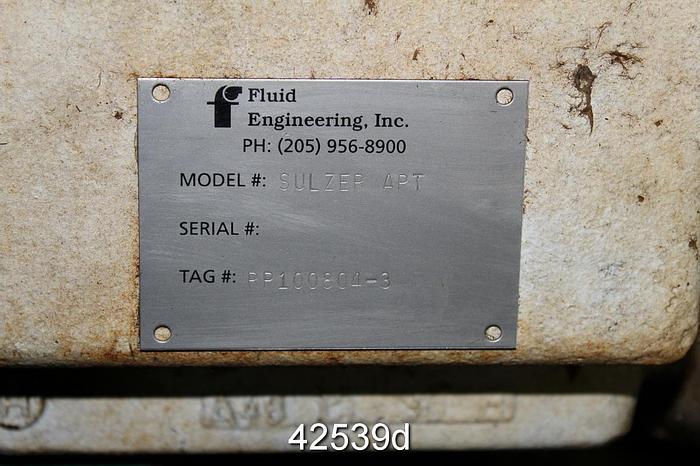 Fluid
Engineering, Inc.
PH: (205) 956-8900
MODEL #: SULZER APT
SERIAL #:
TAG #: PP100804-3
42539d